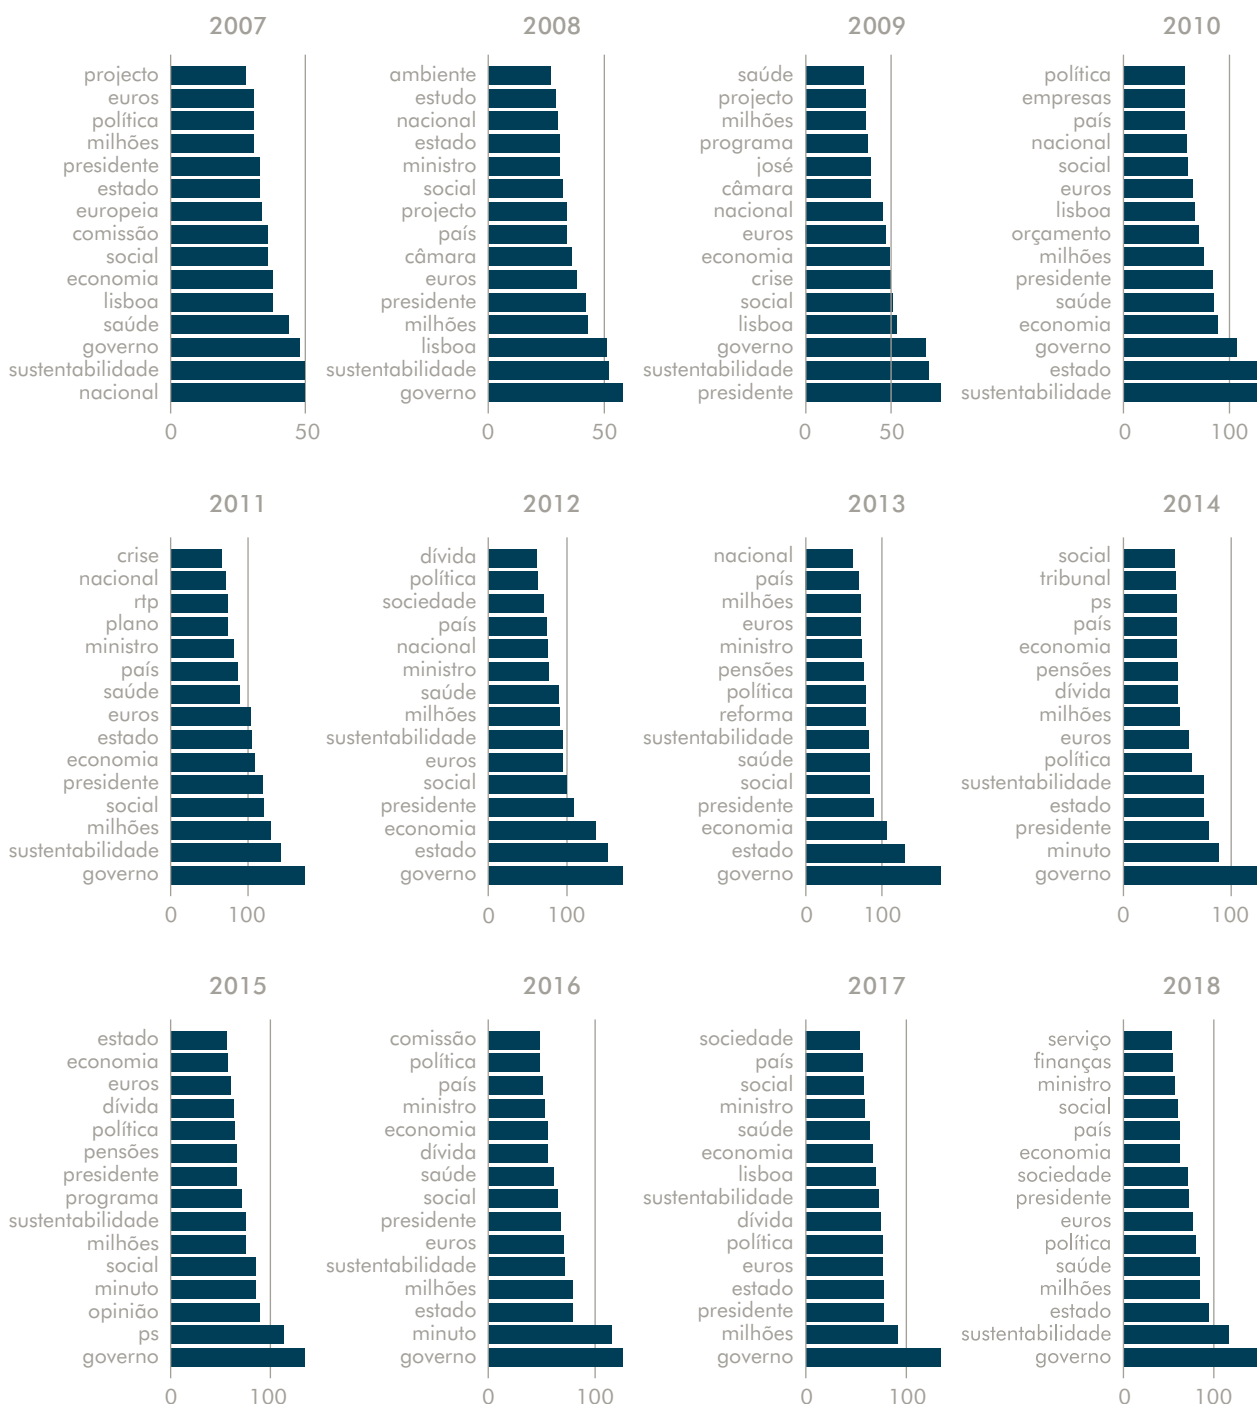 2007
projecto
euros
política
milhões
presidente
estado
europeia
comissão
social
economia
lisboa
saúde
governo
sustentabilidade
nacional
0 50
2008
ambiente
estudo
nacional
estado
ministro
social
projecto
país
câmara
euros
presidente
milhões
lisboa
sustentabilidade
governo
0 50
2009
saúde
projecto
milhões
programa
josé
câmara
nacional
euros
economia
crise
social
lisboa
governo
sustentabilidade
presidente
0 50
2010
política
empresas
país
nacional
social
euros
lisboa
orçamento
milhões
presidente
saúde
economia
governo
estado
sustentabilidade
0 100
2011
crise
nacional
rtp
plano
ministro
país
saúde
euros
estado
economia
presidente
social
milhões
sustentabilidade
governo
0 100
2012
dívida
política
sociedade
país
nacional
ministro
saúde
milhões
sustentabilidade
euros
social
presidente
economia
estado
governo
0 100
2013
nacional
país
milhões
euros
ministro
pensões
política
reforma
sustentabilidade
saúde
social
presidente
economia
estado
governo
0 100
2014
social
tribunal
ps
país
economia
pensões
dívida
milhões
euros
política
sustentabilidade
estado
presidente
minuto
governo
0 100
2015
estado
economia
euros
dívida
política
pensões
presidente
programa
sustentabilidade
milhões
social
minuto
opinião
ps
governo
0 100
2016
comissão
política
país
ministro
economia
dívida
saúde
social
presidente
euros
sustentabilidade
milhões
estado
minuto
governo
0 100
2017
sociedade
país
social
ministro
saúde
economia
lisboa
sustentabilidade
dívida
política
euros
estado
presidente
milhões
governo
0 100
2018
serviço
finanças
ministro
social
país
economia
sociedade
presidente
euros
política
saúde
milhões
estado
sustentabilidade
governo
0 100